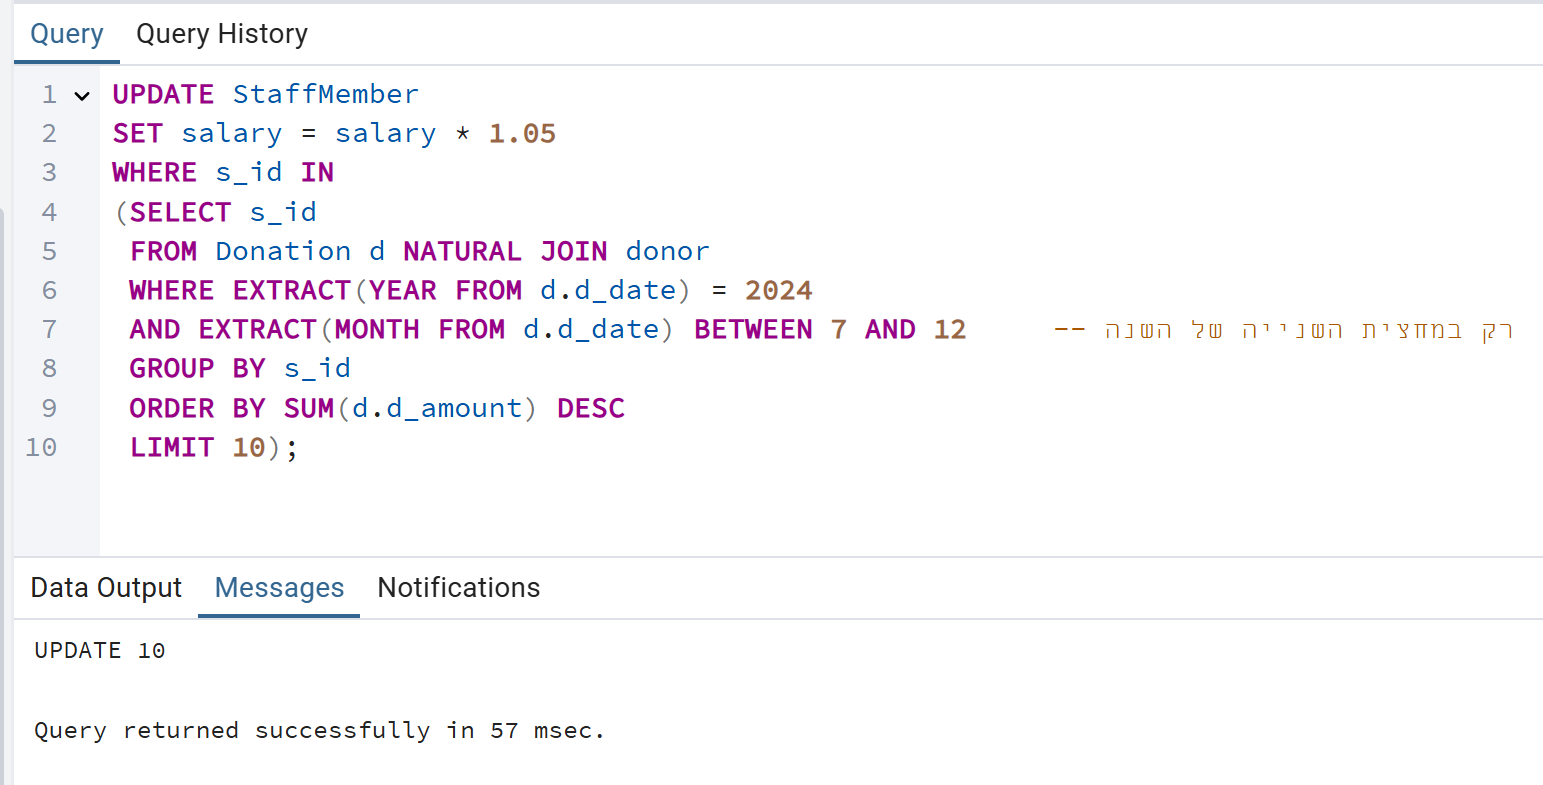 Query Query History
1 UPDATE StaffMember
2 SET salary = salary * 1.05
3 WHERE s_id IN
4 (SELECT s_id
5 FROM Donation d NATURAL JOIN donor
6 WHERE EXTRACT(YEAR FROM d.d_date) = 2024
7 AND EXTRACT(MONTH FROM d.d_date) BETWEEN 7 AND 12 -- רק במחצית השנייה של השנה
8 GROUP BY s_id
9 ORDER BY SUM(d.d_amount) DESC
10 LIMIT 10);
Data Output Messages Notifications
UPDATE 10
Query returned successfully in 57 msec.